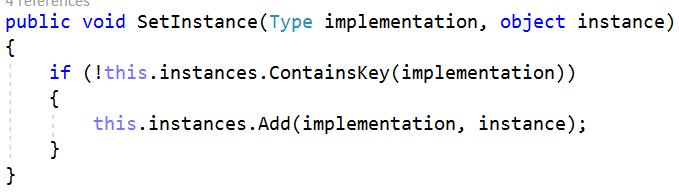 4 references
public void SetInstance(Type implementation, object instance)
{
if (!this.instances.ContainsKey(implementation))
{
this.instances.Add(implementation, instance);
}
}